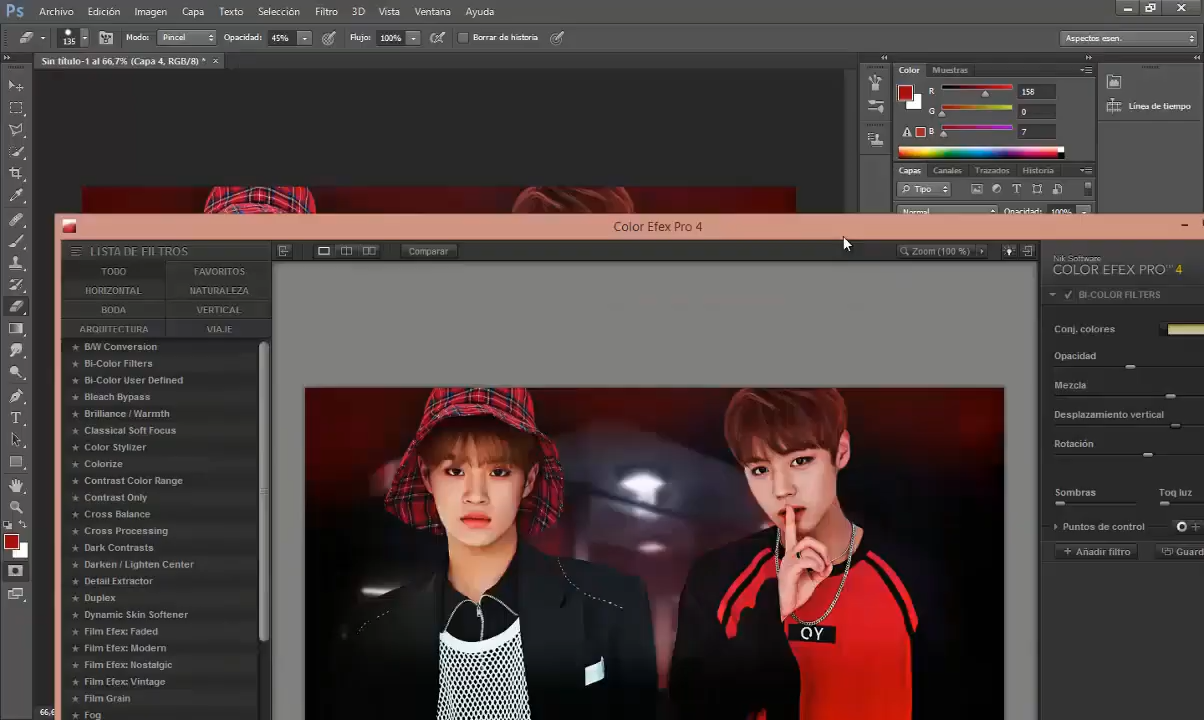 Ps Archivo Edición Imagen Capa Texto Selección Filtro 3D Vista Ventana Ayuda
135 Modo: Pincel Opacidad: 45% Flujo: 100% Borrar de historia Aspectos esen.
Sin título-1 al 66,7% (Capa 4, RGB/8) * ×
Color Muestras
R 158
G 0
B 7
Línea de tiempo
Capas Canales Trazados Historia
Tipo
Normal Opacidad: 100%
Color Efex Pro 4
LISTA DE FILTROS
Comparar
Zoom (100 %)
TODO FAVORITOS
HORIZONTAL NATURALEZA
BODA VERTICAL
ARQUITECTURA VIAJE
B/W Conversion
Bi-Color Filters
Bi-Color User Defined
Bleach Bypass
Brilliance / Warmth
Classical Soft Focus
Color Stylizer
Colorize
Contrast Color Range
Contrast Only
Cross Balance
Cross Processing
Dark Contrasts
Darken / Lighten Center
Detail Extractor
Duplex
Dynamic Skin Softener
Film Efex: Faded
Film Efex: Modern
Film Efex: Nostalgic
Film Efex: Vintage
Film Grain
Fog
Nik Software
COLOR EFEX PRO™ 4
BI-COLOR FILTERS
Conj. colores
Opacidad
Mezcla
Desplazamiento vertical
Rotación
Sombras Toq luz
Puntos de control
+ Añadir filtro Guard
OY
66,6